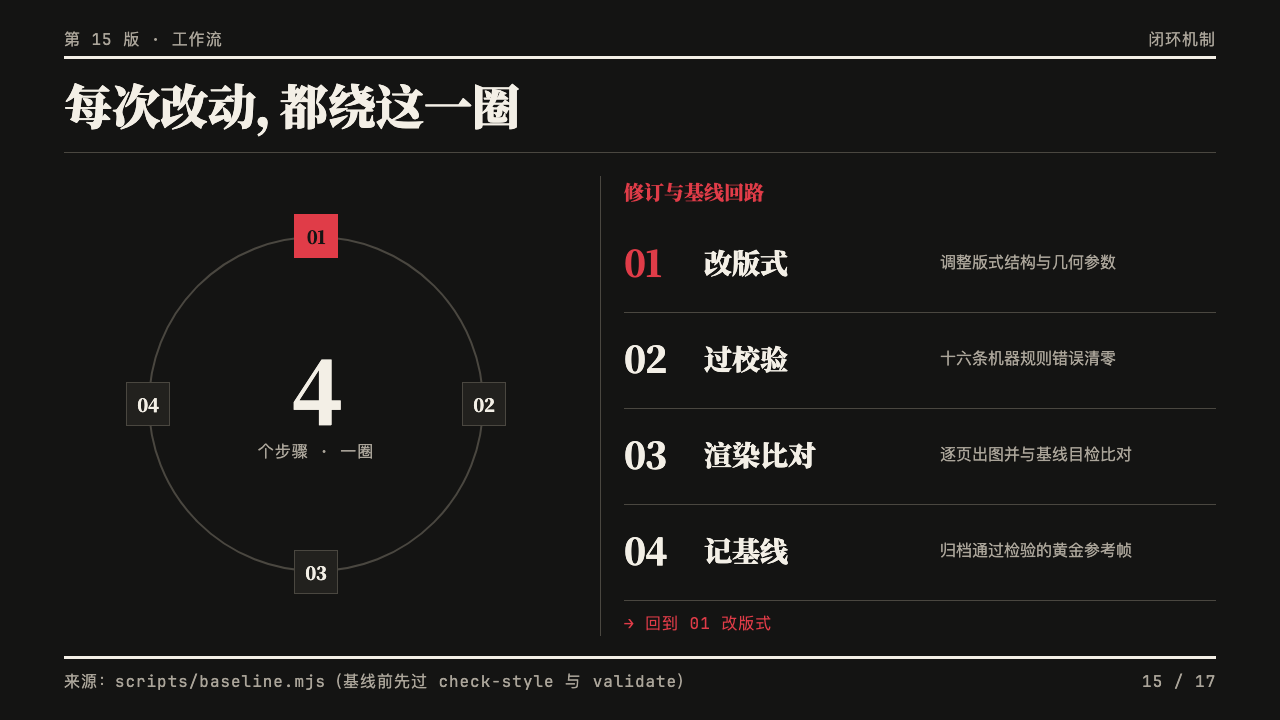 第 15 版 · 工作流
闭环机制
每次改动, 都绕这一圈
01
02
03
04
4
个步骤 · 一圈
修订与基线回路
01 改版式 调整版式结构与几何参数
02 过校验 十六条机器规则错误清零
03 渲染比对 逐页出图并与基线目检比对
04 记基线 归档通过检验的黄金参考帧
→ 回到 01 改版式
来源: scripts/baseline.mjs (基线前先过 check-style 与 validate)
15 / 17